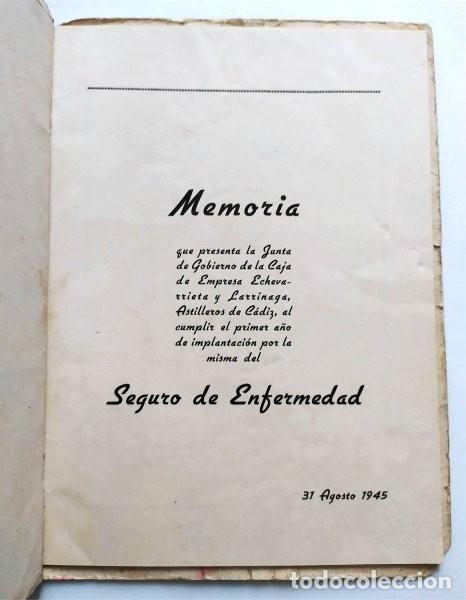 Memoria
que presenta la Junta
de Gobierno de la Caja
de Empresa Echeva-
rrieta y Larrinaga,
Astilleros de Cádiz, al
cumplir el primer año
de implantación por la
misma del
Seguro de Enfermedad
31 Agosto 1945
todocoleccion